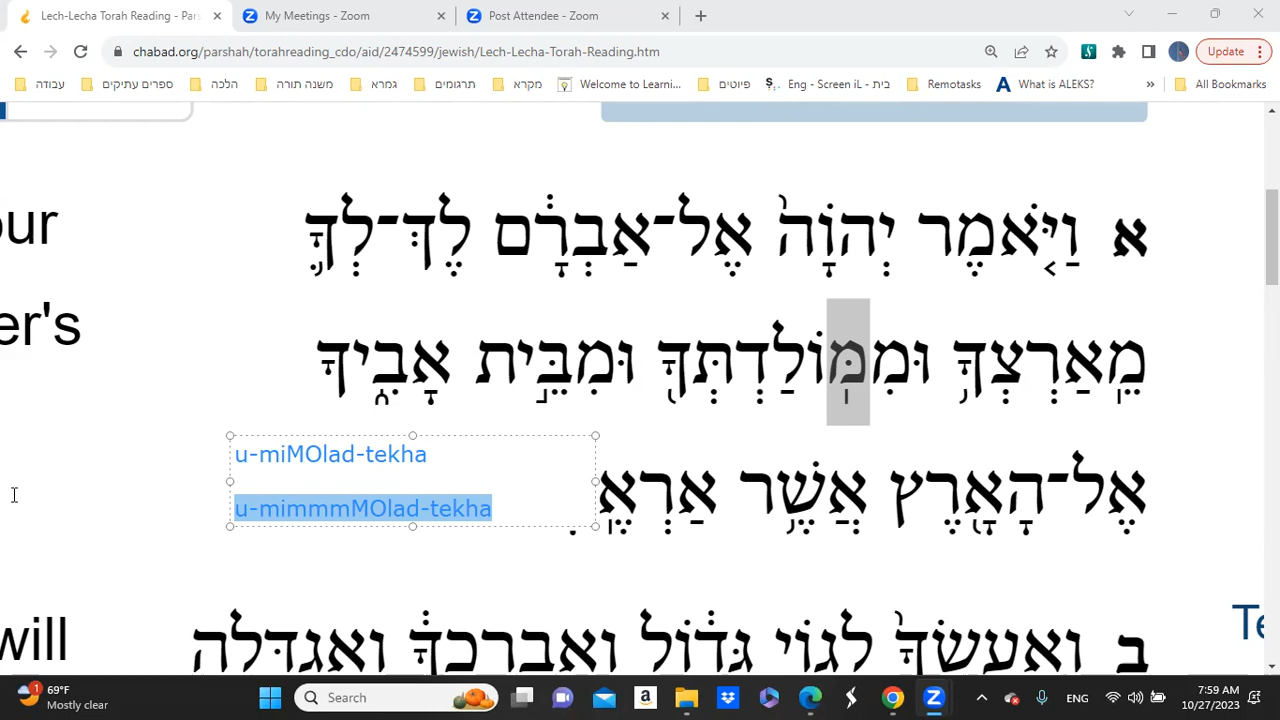 Lech-Lecha Torah Reading - Pars
My Meetings - Zoom
Post Attendee - Zoom
chabad.org/parshah/torahreading_cdo/aid/2474599/jewish/Lech-Lecha-Torah-Reading.htm
Update
עבודה
ספרים עתיקים
הלכה
משנה תורה
גמרא
תרגומים
מקרא
Welcome to Learni...
פיוטים
Eng - Screen iL - בית
Remotasks
What is ALEKS?
»
All Bookmarks
our
א וַיֹּ֤אמֶר יְהֹוָה֙ אֶל־אַבְרָ֔ם לֶךְ־לְךָ֛
er's
מֵֽאַרְצְךָ֥ וּמִמּֽוֹלַדְתְּךָ֖ וּמִבֵּ֣ית אָבִ֑יךָ
u-miMOlad-tekha
אֶל־הָאָ֖רֶץ אֲשֶׁ֥ר אַרְאֶֽ
u-mimmmMOlad-tekha
will
ב וְאֶֽעֶשְׂךָ֙ לְג֣וֹי גָּד֔וֹל וַאֲבָ֣רֶכְךָ֔ וַאֲגַדְּלָ֖ה
Te
1
69°F
Mostly clear
Search
ENG
7:59 AM
10/27/2023